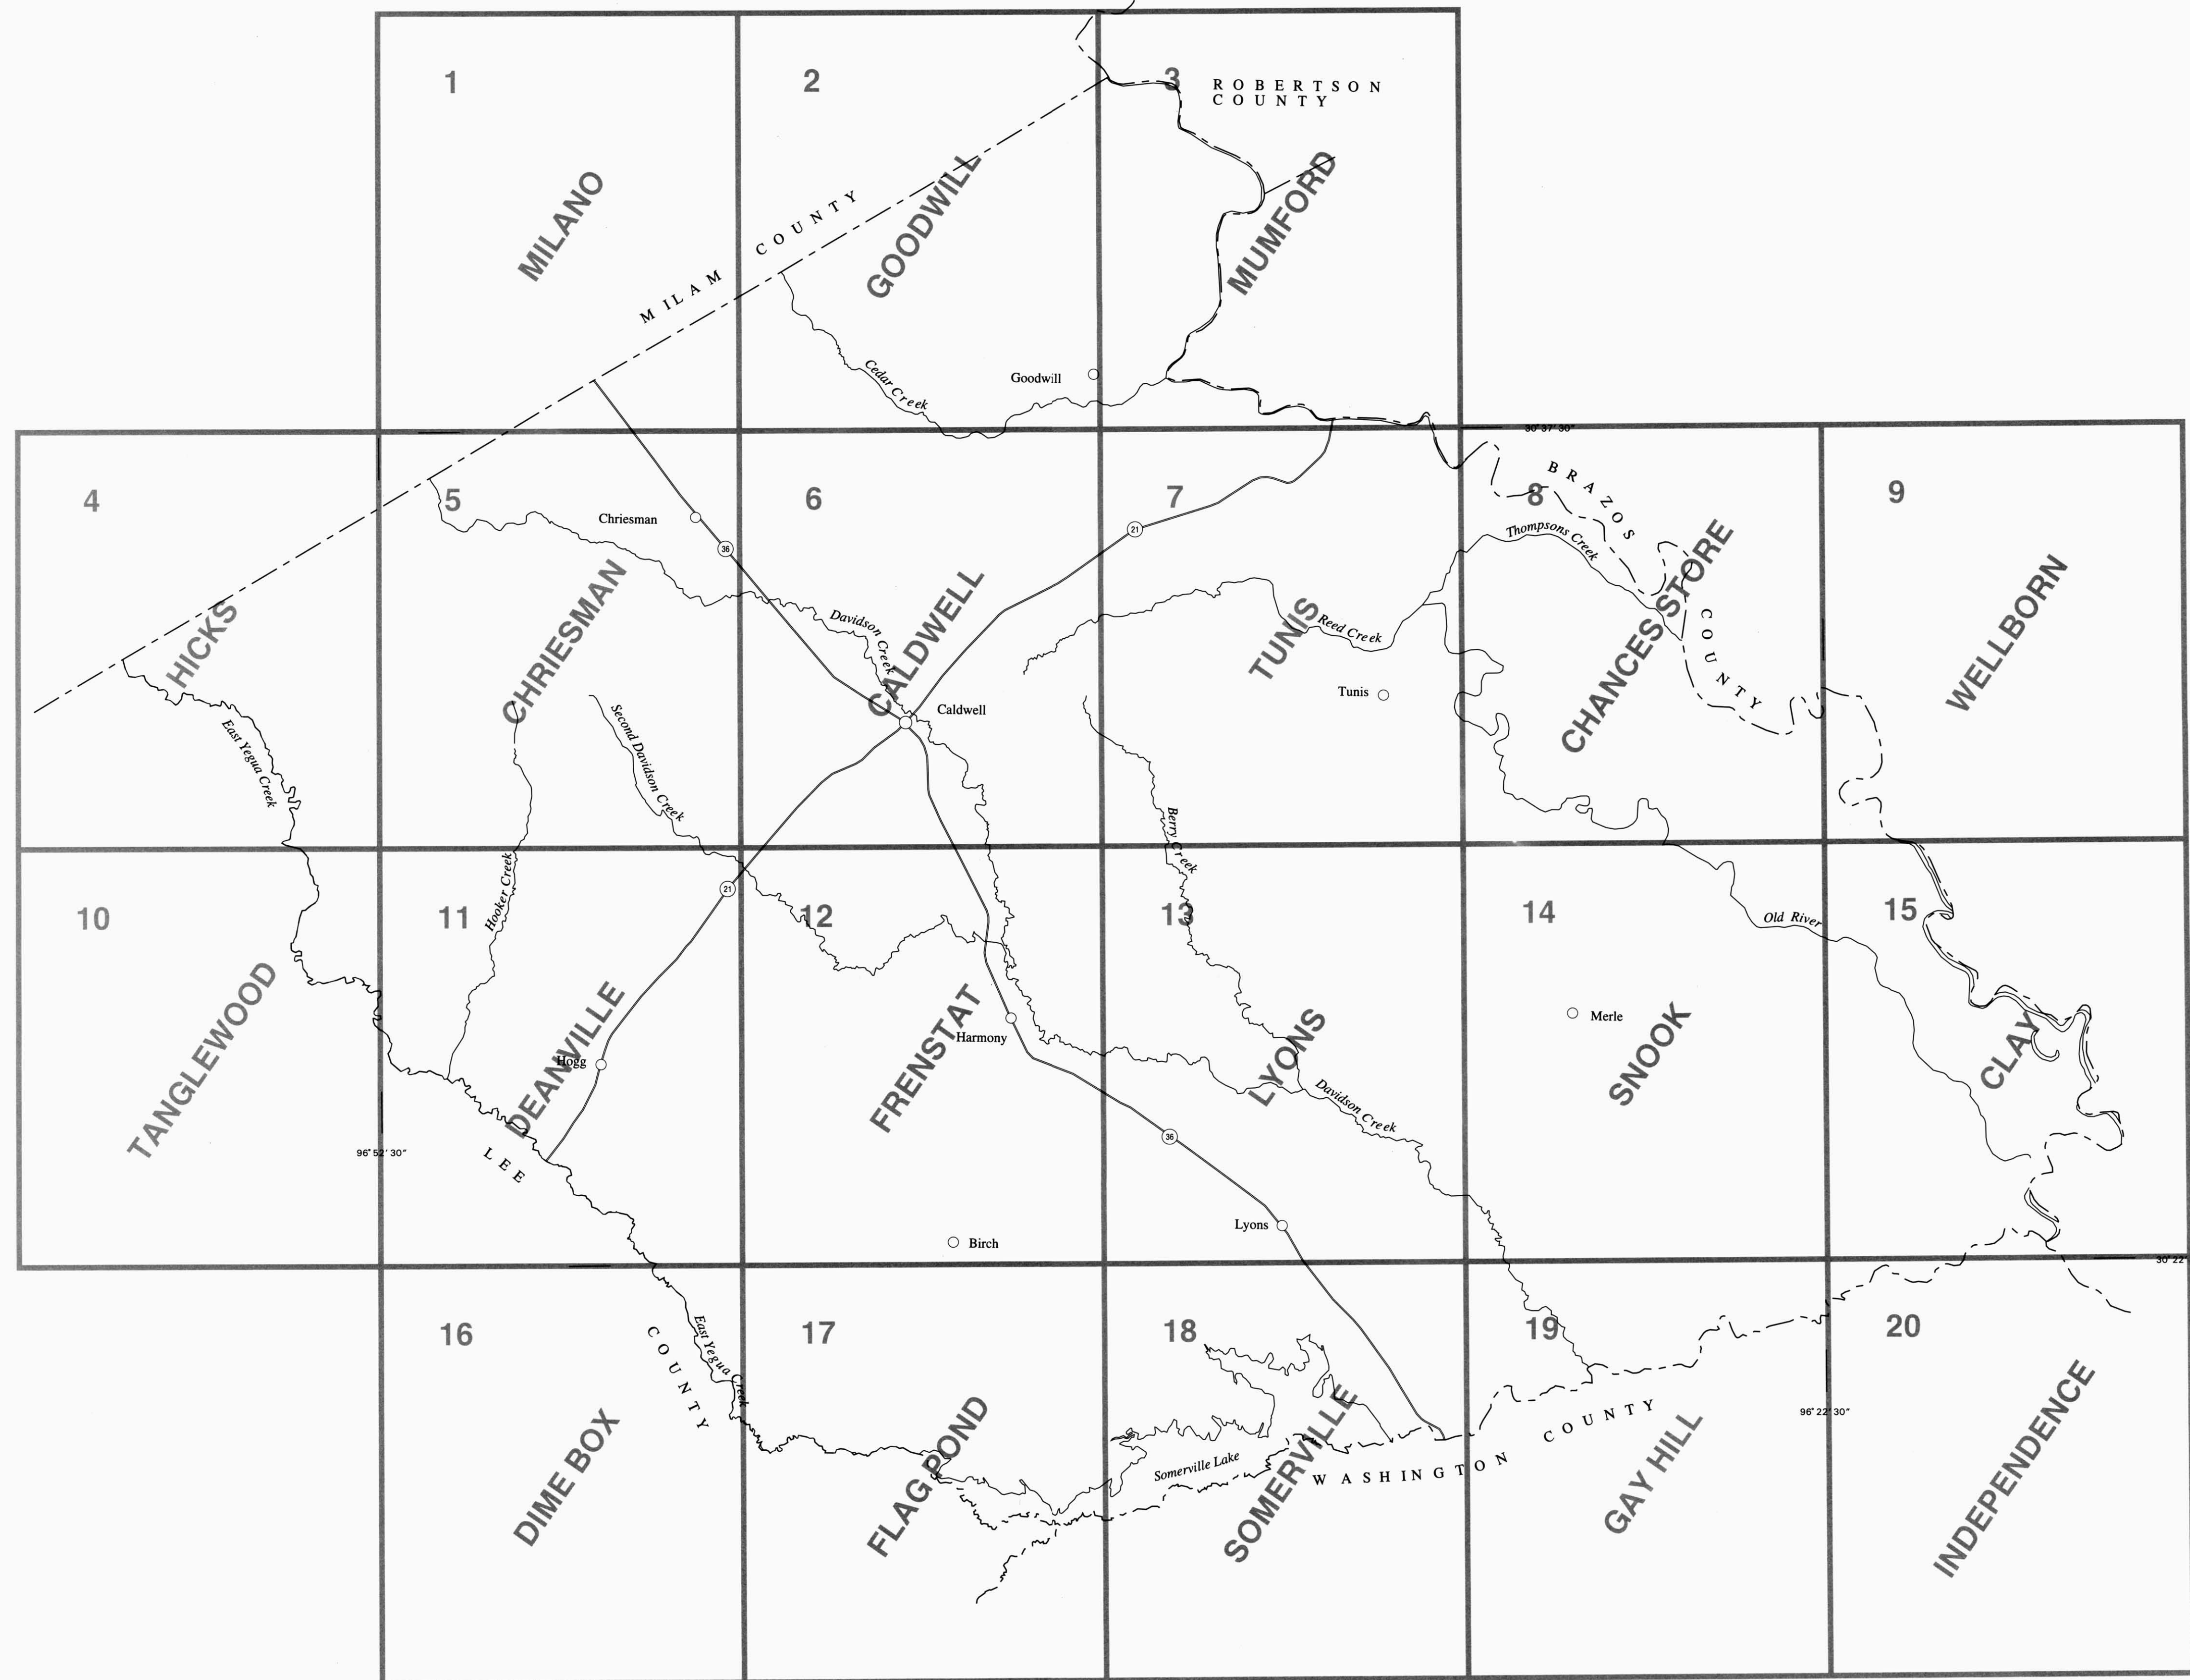 1
2
3
ROBERTSON
COUNTY
MILANO
GOODWILL
MUMFORD
MILAM COUNTY
Cedar Creek
Goodwill
30°37'30"
4
5
6
7
8
9
BRAZOS
COUNTY
Chriesman
36
21
Thompsons Creek
HICKS
CHRIESMAN
CALDWELL
TUNIS
CHANCES STORE
WELLBORN
Davidson Creek
Reed Creek
Tunis
Caldwell
East Yegua Creek
Second Davidson Creek
Berry Creek
Hooker Creek
21
10
11
12
13
14
15
Old River
TANGLEWOOD
DEANVILLE
FRENSTAT
LYONS
SNOOK
CLAY
Harmony
Merle
Hogg
Davidson Creek
36
96°52'30"
LEE
COUNTY
Lyons
Birch
30°22'
16
17
18
19
20
East Yegua Creek
DIME BOX
FLAG POND
SOMERVILLE
GAY HILL
INDEPENDENCE
96°22'30"
Somerville Lake
WASHINGTON COUNTY